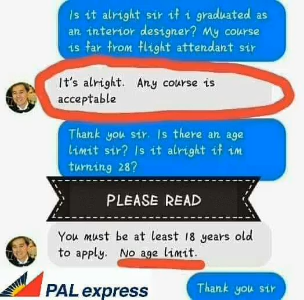 Is it alright sir if i graduated as
an interior designer? My course
is far from flight attendant sir
It's alright. Any course is
acceptable
Thank you sir. Is there an age
limit sir? Is it alright if im
turning 28?
PLEASE READ
You must be at least 18 years old
to apply. No age limit.
Thank you sir
PAL express